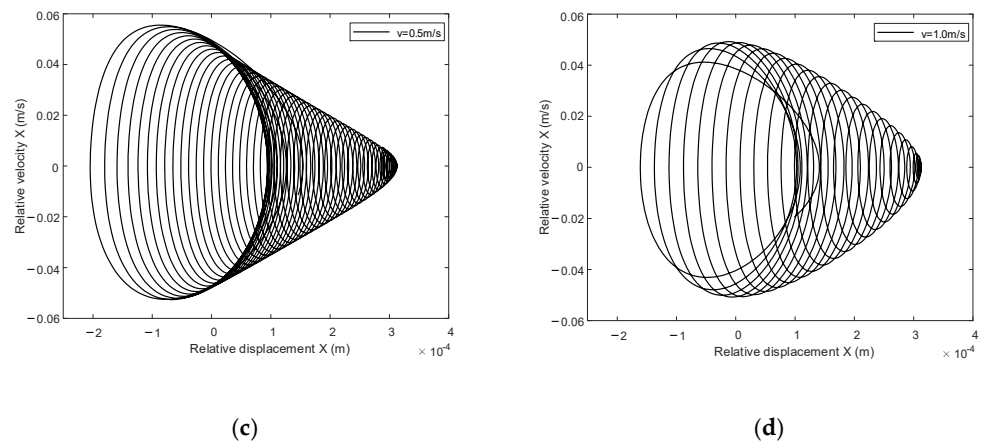 0.06
0.04
0.02
0
−0.02
−0.04
−0.06
Relative velocity X (m/s)
v=0.5m/s
−2 −1 0 1 2 3 4
Relative displacement X (m)
× 10⁻⁴
(c)
0.06
0.04
0.02
0
−0.02
−0.04
−0.06
Relative velocity X (m/s)
v=1.0m/s
−2 −1 0 1 2 3 4
Relative displacement X (m)
× 10⁻⁴
(d)